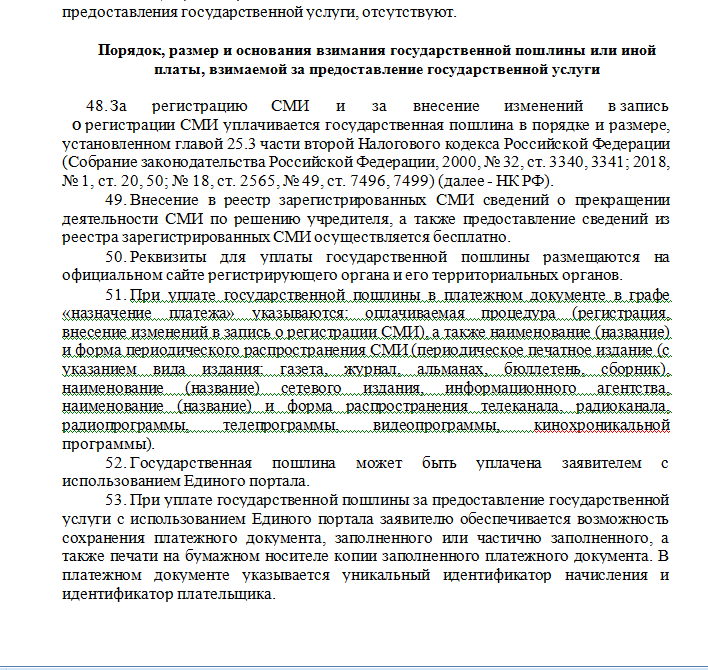 предоставления государственной услуги, отсутствуют.
Порядок, размер и основания взимания государственной пошлины или иной
платы, взимаемой за предоставление государственной услуги
48. За регистрацию СМИ и за внесение изменений в запись
о регистрации СМИ уплачивается государственная пошлина в порядке и размере,
установленном главой 25.3 части второй Налогового кодекса Российской Федерации
(Собрание законодательства Российской Федерации, 2000, № 32, ст. 3340, 3341; 2018,
№ 1, ст. 20, 50; № 18, ст. 2565, № 49, ст. 7496, 7499) (далее - НК РФ).
49. Внесение в реестр зарегистрированных СМИ сведений о прекращении
деятельности СМИ по решению учредителя, а также предоставление сведений из
реестра зарегистрированных СМИ осуществляется бесплатно.
50. Реквизиты для уплаты государственной пошлины размещаются на
официальном сайте регистрирующего органа и его территориальных органов.
51. При уплате государственной пошлины в платежном документе в графе
«назначение платежа» указываются: оплачиваемая процедура (регистрация,
внесение изменений в запись о регистрации СМИ), а также наименование (название)
и форма периодического распространения СМИ (периодическое печатное издание (с
указанием вида издания: газета, журнал, альманах, бюллетень, сборник),
наименование (название) сетевого издания, информационного агентства,
наименование (название) и форма распространения телеканала, радиоканала,
радиопрограммы, телепрограммы, видеопрограммы, кинохроникальной
программы).
52. Государственная пошлина может быть уплачена заявителем с
использованием Единого портала.
53. При уплате государственной пошлины за предоставление государственной
услуги с использованием Единого портала заявителю обеспечивается возможность
сохранения платежного документа, заполненного или частично заполненного, а
также печати на бумажном носителе копии заполненного платежного документа. В
платежном документе указывается уникальный идентификатор начисления и
идентификатор плательщика.